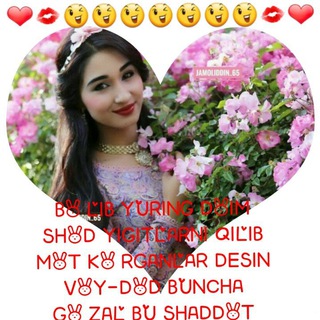 JAMOLIDDIN_65
BO'LIB YURING DOIM
SHOD YIGITLARNI QILIB
MOT KO'RGANLAR DESIN
VOY-DOD BUNCHA
GO'ZAL BU SHADDOT